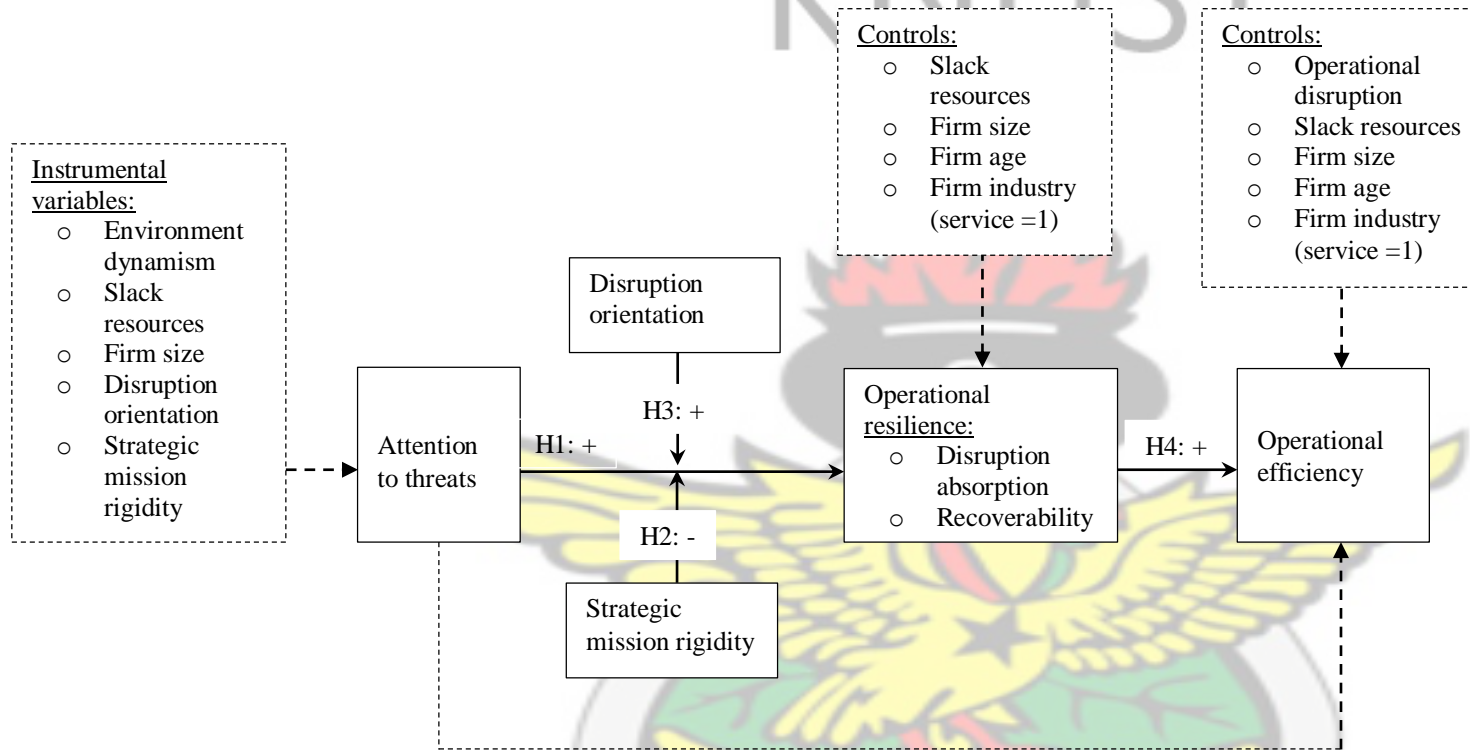 KNUST
Controls:
o Slack
resources
o Firm size
o Firm age
o Firm industry
(service =1)
Controls:
o Operational
disruption
o Slack resources
o Firm size
o Firm age
o Firm industry
(service =1)
Instrumental
variables:
o Environment
dynamism
o Slack
resources
o Firm size
o Disruption
orientation
o Strategic
mission
rigidity
Disruption
orientation
H3: +
Attention
to threats
H1: +
H2: -
Strategic
mission rigidity
Operational
resilience:
o Disruption
absorption
o Recoverability
H4: +
Operational
efficiency